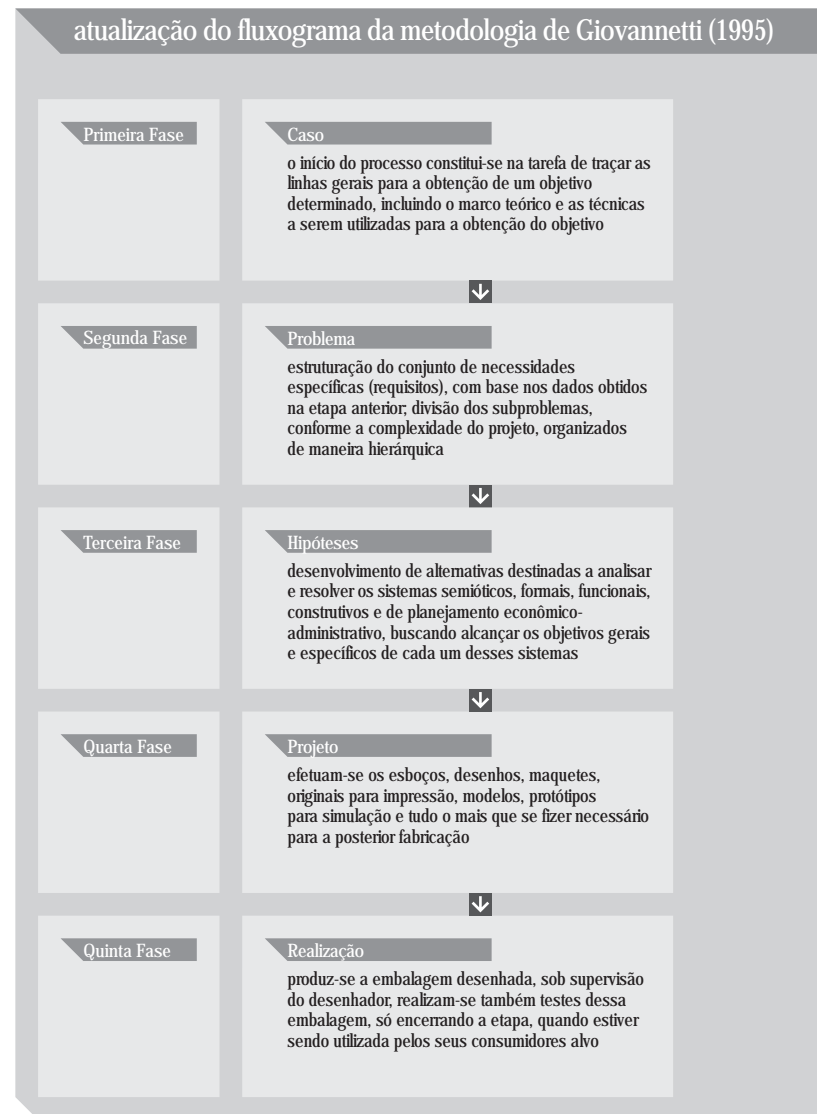 atualização do fluxograma da metodologia de Giovannetti (1995)
Primeira Fase
Caso
o início do processo constitui-se na tarefa de traçar as
linhas gerais para a obtenção de um objetivo
determinado, incluindo o marco teórico e as técnicas
a serem utilizadas para a obtenção do objetivo
Segunda Fase
Problema
estruturação do conjunto de necessidades
específicas (requisitos), com base nos dados obtidos
na etapa anterior; divisão dos subproblemas,
conforme a complexidade do projeto, organizados
de maneira hierárquica
Terceira Fase
Hipóteses
desenvolvimento de alternativas destinadas a analisar
e resolver os sistemas semióticos, formais, funcionais,
construtivos e de planejamento econômico-
administrativo, buscando alcançar os objetivos gerais
e específicos de cada um desses sistemas
Quarta Fase
Projeto
efetuam-se os esboços, desenhos, maquetes,
originais para impressão, modelos, protótipos
para simulação e tudo o mais que se fizer necessário
para a posterior fabricação
Quinta Fase
Realização
produz-se a embalagem desenhada, sob supervisão
do desenhador, realizam-se também testes dessa
embalagem, só encerrando a etapa, quando estiver
sendo utilizada pelos seus consumidores alvo